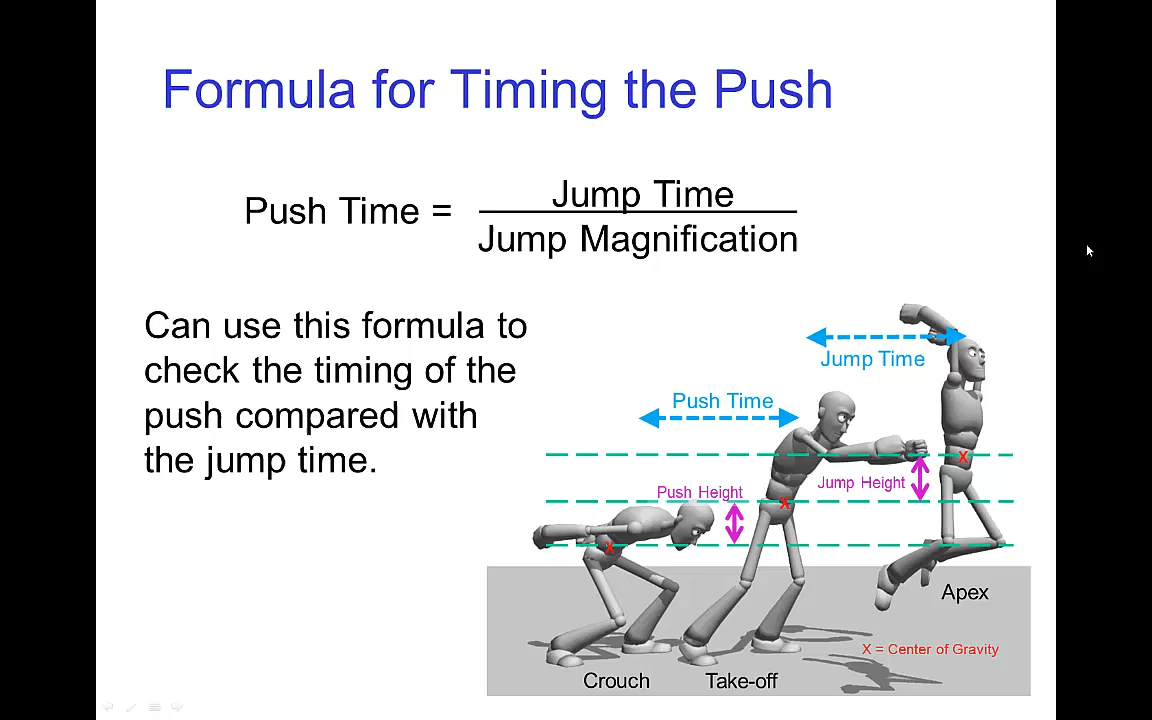 Formula for Timing the Push
Push Time =
Jump Time
Jump Magnification
Can use this formula to
check the timing of the
push compared with
the jump time.
Jump Time
Push Time
Jump Height
Push Height
X
X
X
Apex
X = Center of Gravity
Crouch
Take-off